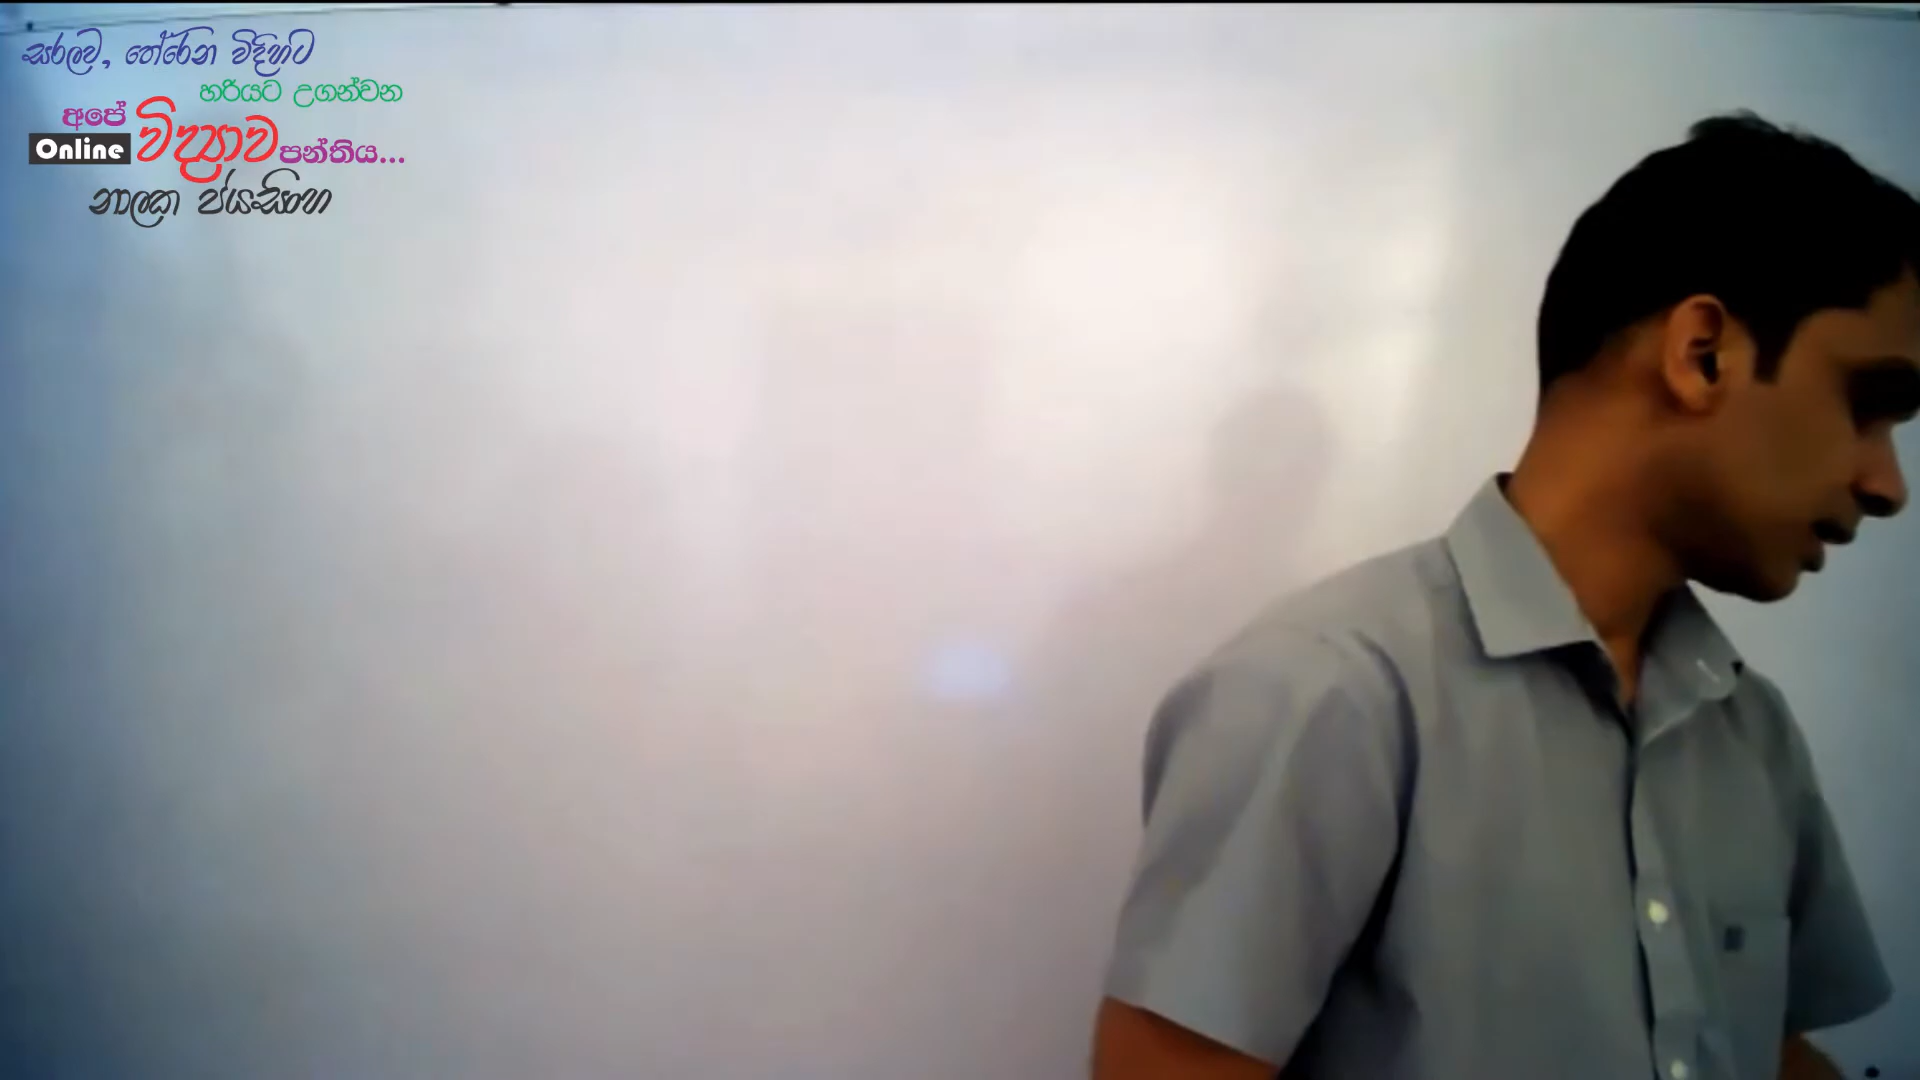 සරලව, තේරෙන විදිහට
හරියට උගන්වන
අපේ
Online විද්‍යාව පන්තිය...
නාලක ජයසිංහ